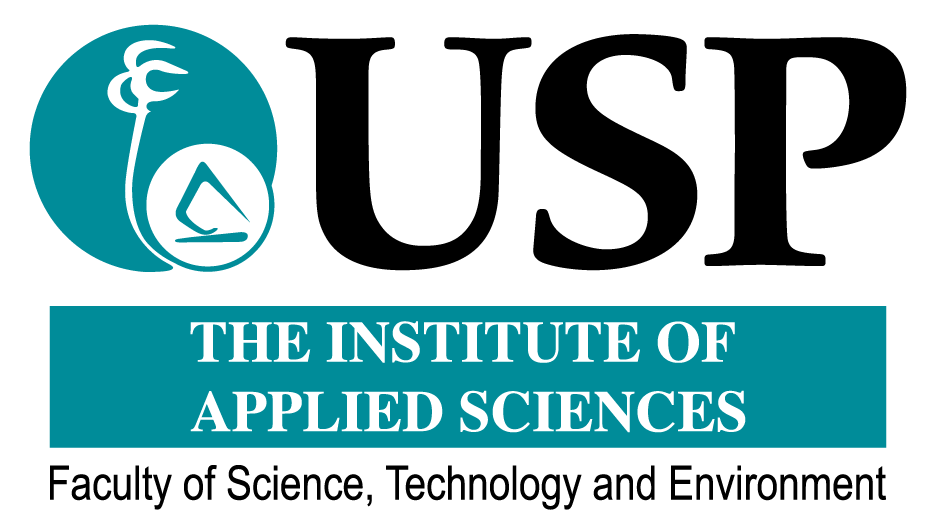 USP
THE INSTITUTE OF
APPLIED SCIENCES
Faculty of Science, Technology and Environment